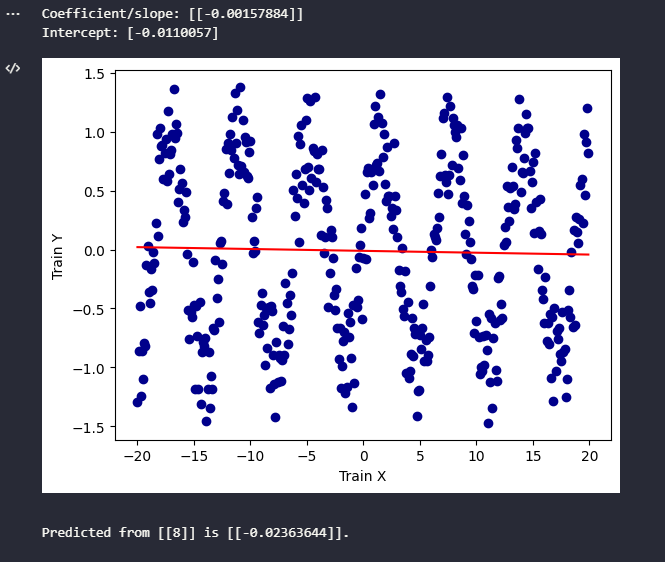 Coefficient/slope: [[-0.00157884]]
Intercept: [-0.0110057]
1.5
1.0
0.5
0.0
−0.5
−1.0
−1.5
Train Y
−20 −15 −10 −5 0 5 10 15 20
Train X
Predicted from [[8]] is [[-0.02363644]].